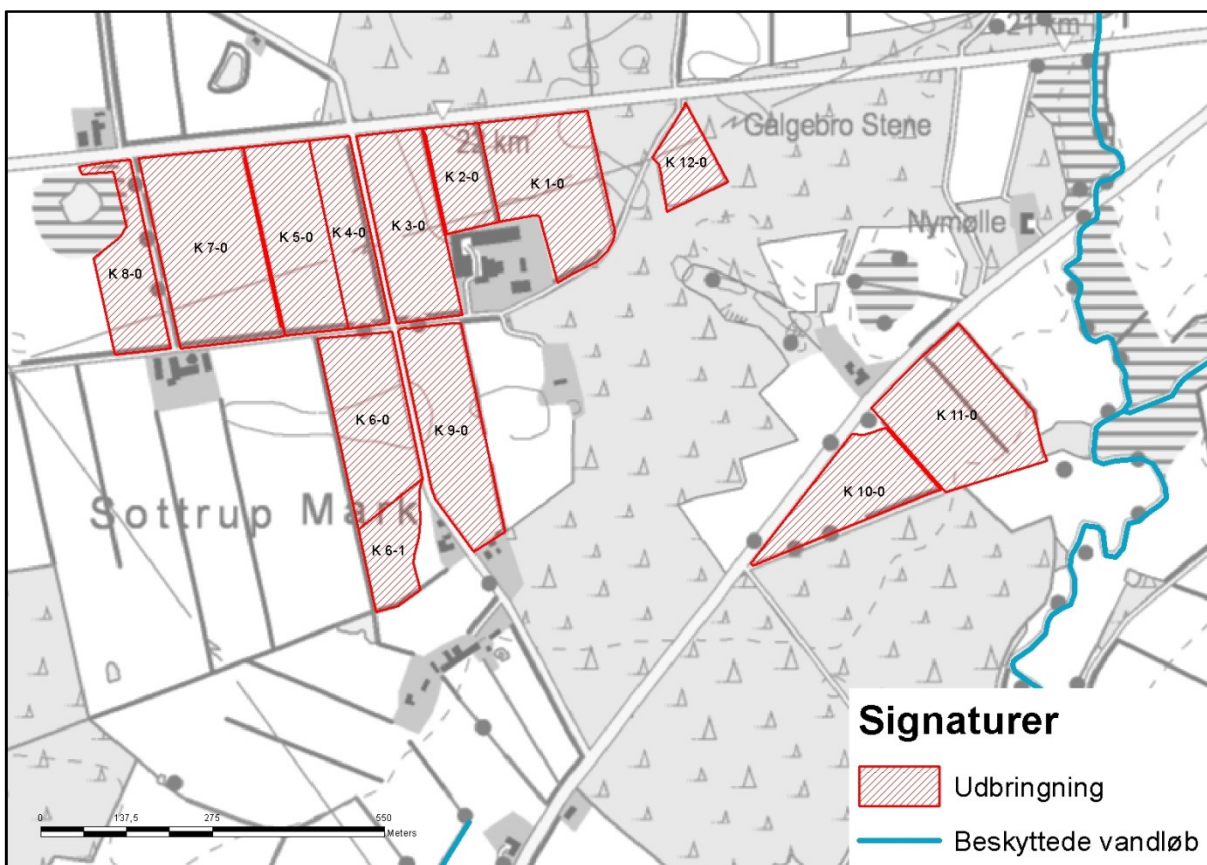 21 km
Galgebro Stene
K 12-0
K 2-0
K 1-0
K 3-0
K 4-0
K 5-0
K 7-0
K 8-0
Nymølle
K 6-0
K 9-0
K 11-0
K 10-0
Sottrup Mark
K 6-1
Signaturer
Udbringning
Beskyttede vandløb
0 137,5 275 550
Meters